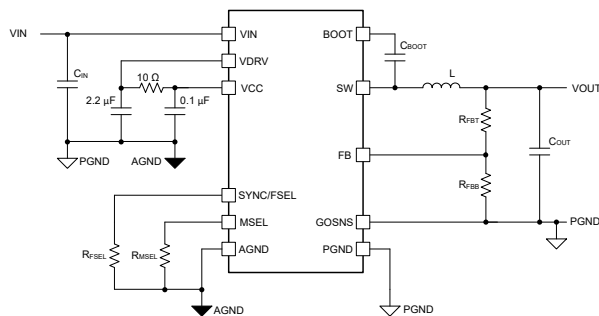 VIN
VIN
BOOT
CBOOT
VDRV
CIN
10 Ω
VCC
SW
L
VOUT
2.2 µF
0.1 µF
RFBT
COUT
PGND
AGND
FB
RFBB
SYNC/FSEL
MSEL
GOSNS
PGND
RFSEL
RMSEL
AGND
PGND
AGND
PGND